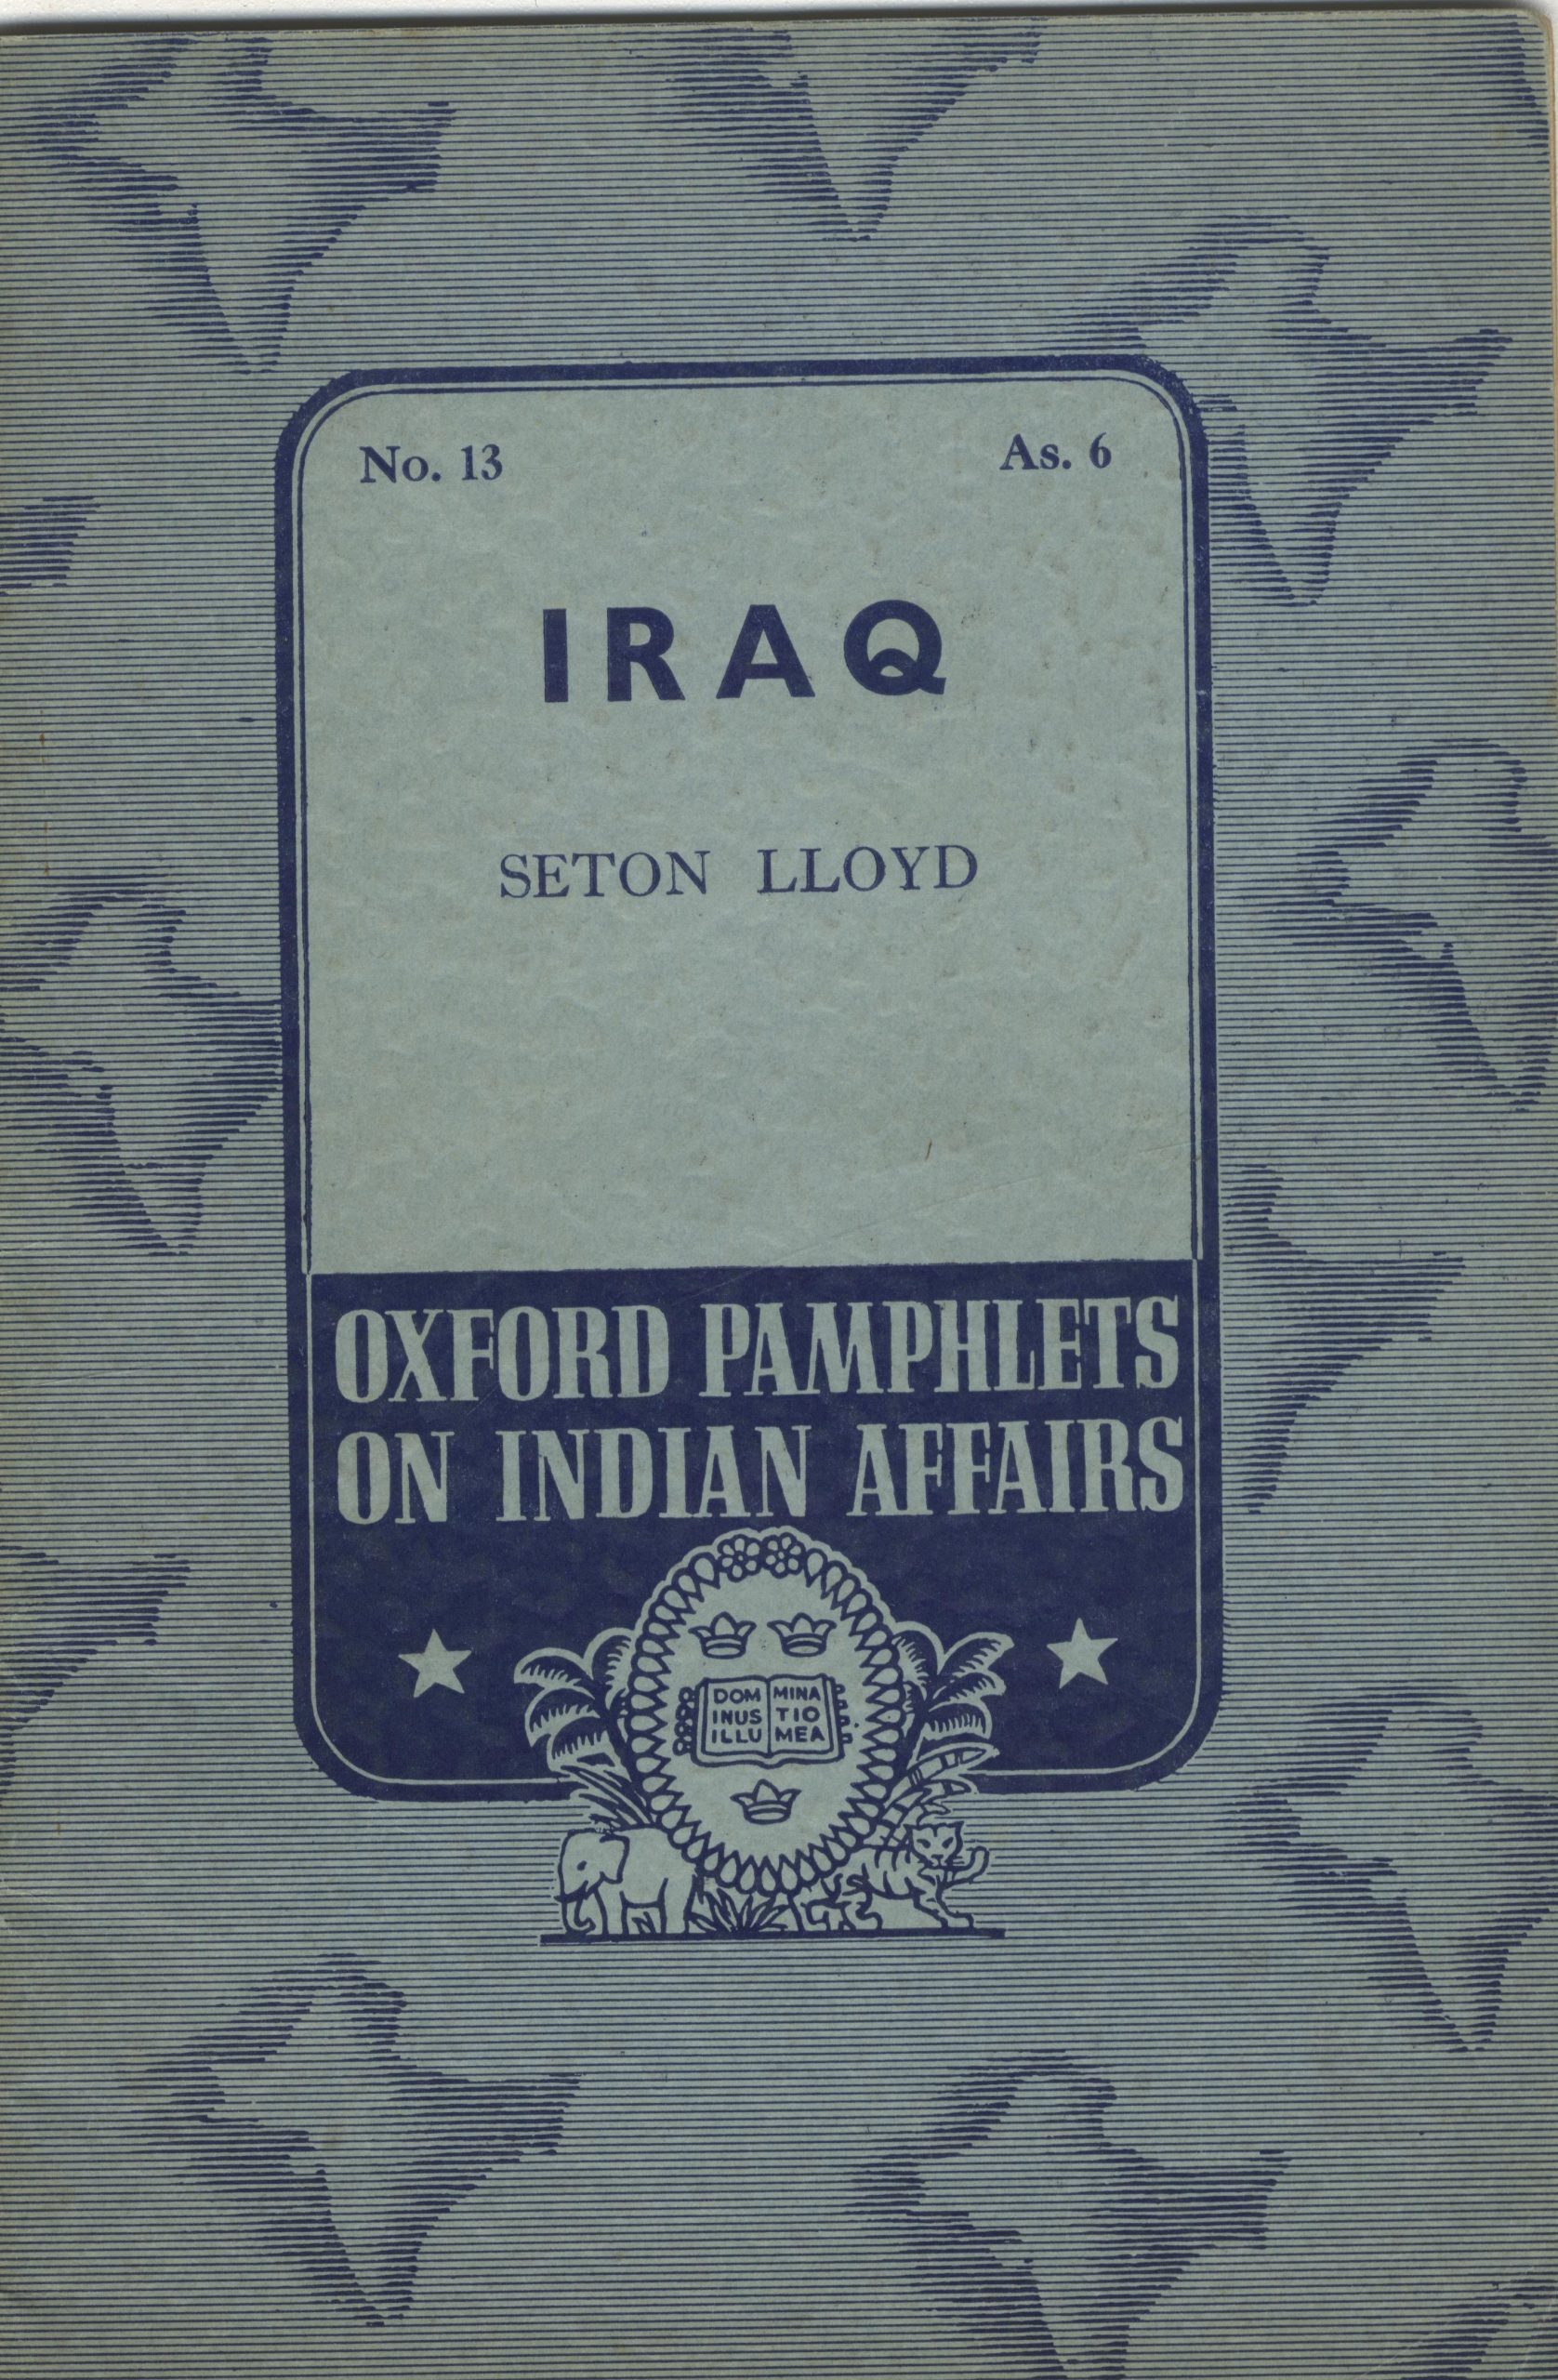 No. 13 As. 6
IRAQ
SETON LLOYD
OXFORD PAMPHLETS
ON INDIAN AFFAIRS
DOM MINA
INUS TIO
ILLU MEA